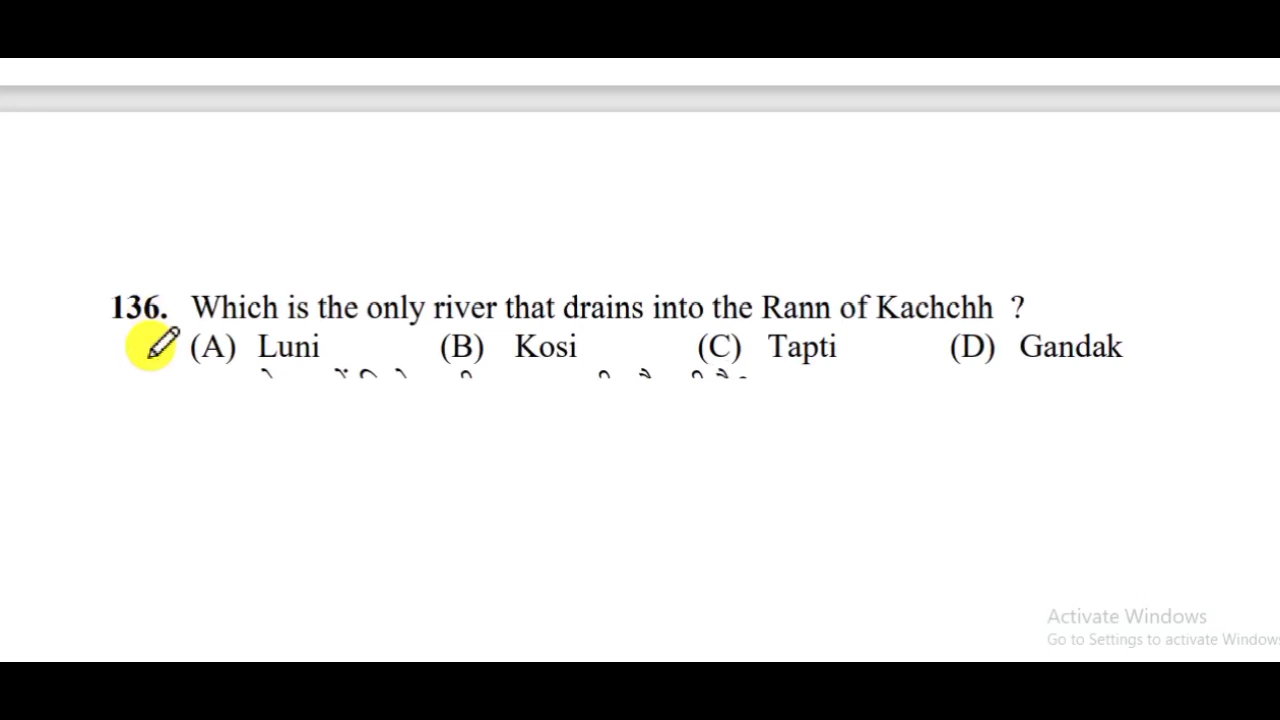 136. Which is the only river that drains into the Rann of Kachchh ?
(A) Luni (B) Kosi (C) Tapti (D) Gandak
Activate Windows
Go to Settings to activate Windows